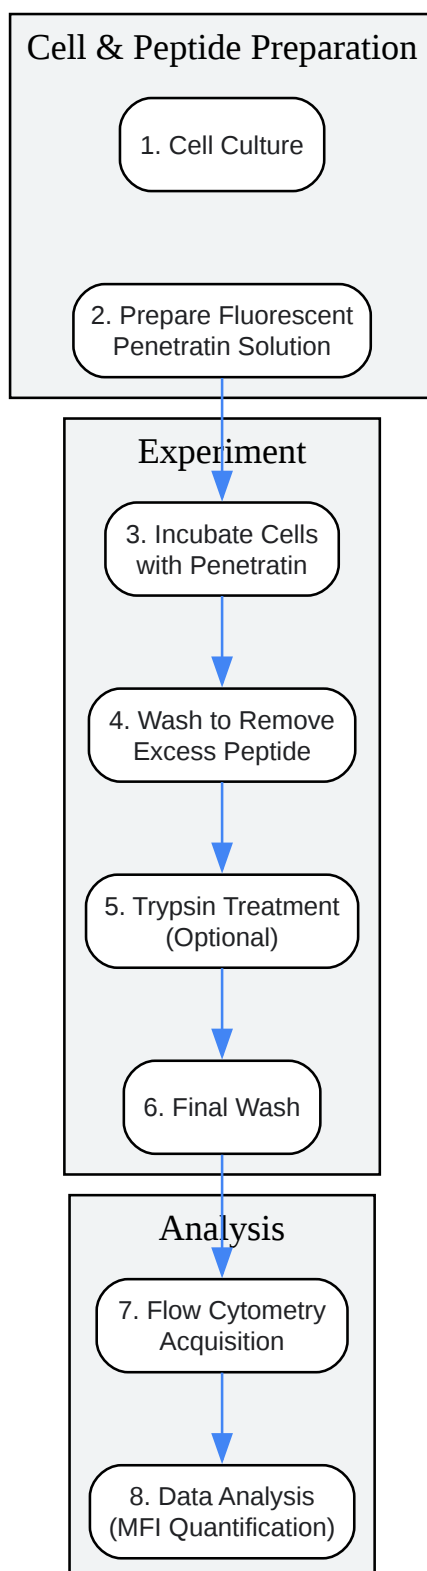 Cell & Peptide Preparation
1. Cell Culture
2. Prepare Fluorescent
Penetratin Solution
Experiment
3. Incubate Cells
with Penetratin
4. Wash to Remove
Excess Peptide
5. Trypsin Treatment
(Optional)
6. Final Wash
Analysis
7. Flow Cytometry
Acquisition
8. Data Analysis
(MFI Quantification)